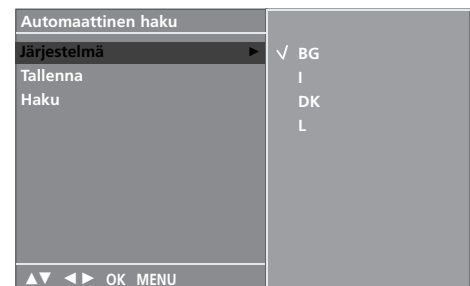 Automaattinen haku
Järjestelmä ►
Tallenna
Haku
√ BG
I
DK
L
▲▼ ◄► OK MENU